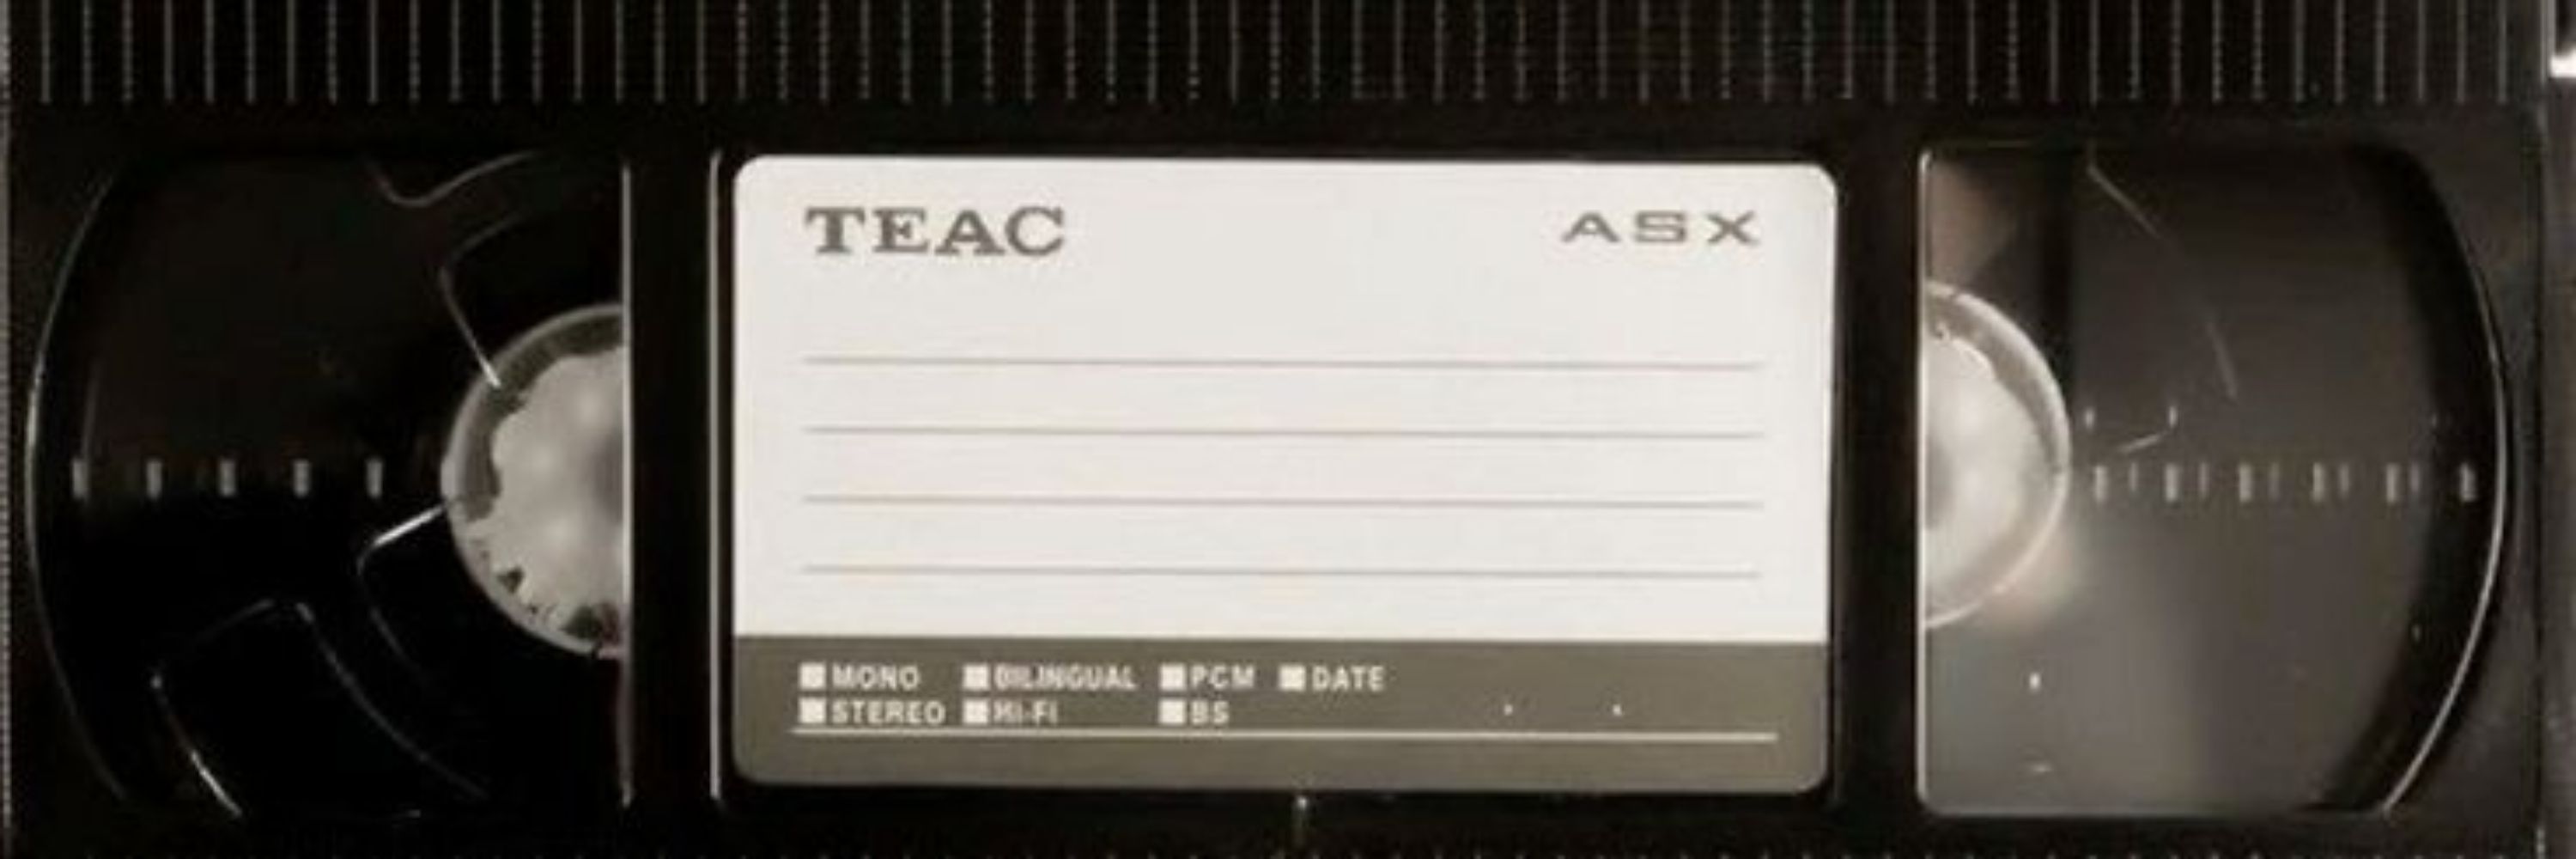 TEAC ASX
MONO BILINGUAL PCM DATE
STEREO Hi-Fi BS